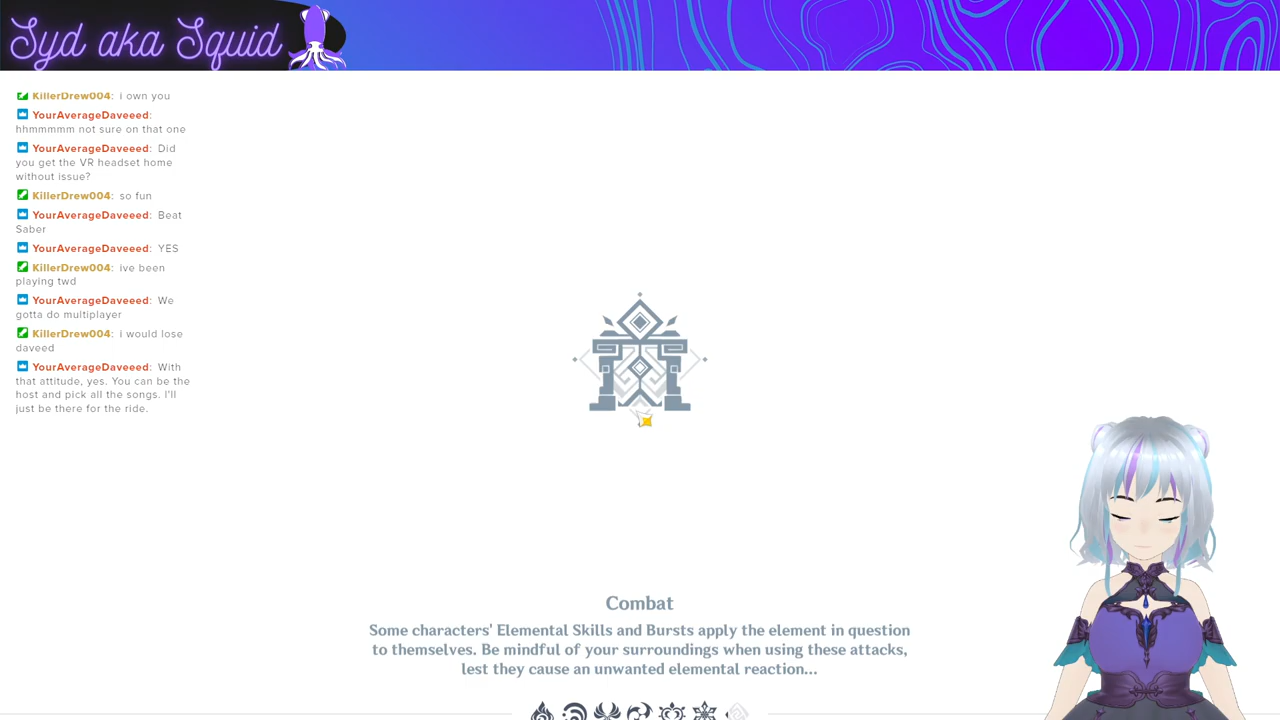 Syd aka Squid
KillerDrew004: i own you
YourAverageDaveeed:
hhmmmmm not sure on that one
YourAverageDaveeed: Did
you get the VR headset home
without issue?
KillerDrew004: so fun
YourAverageDaveeed: Beat
Saber
YourAverageDaveeed: YES
KillerDrew004: ive been
playing twd
YourAverageDaveeed: We
gotta do multiplayer
KillerDrew004: i would lose
daveed
YourAverageDaveeed: With
that attitude, yes. You can be the
host and pick all the songs. I'll
just be there for the ride.
Combat
Some characters' Elemental Skills and Bursts apply the element in question
to themselves. Be mindful of your surroundings when using these attacks,
lest they cause an unwanted elemental reaction...